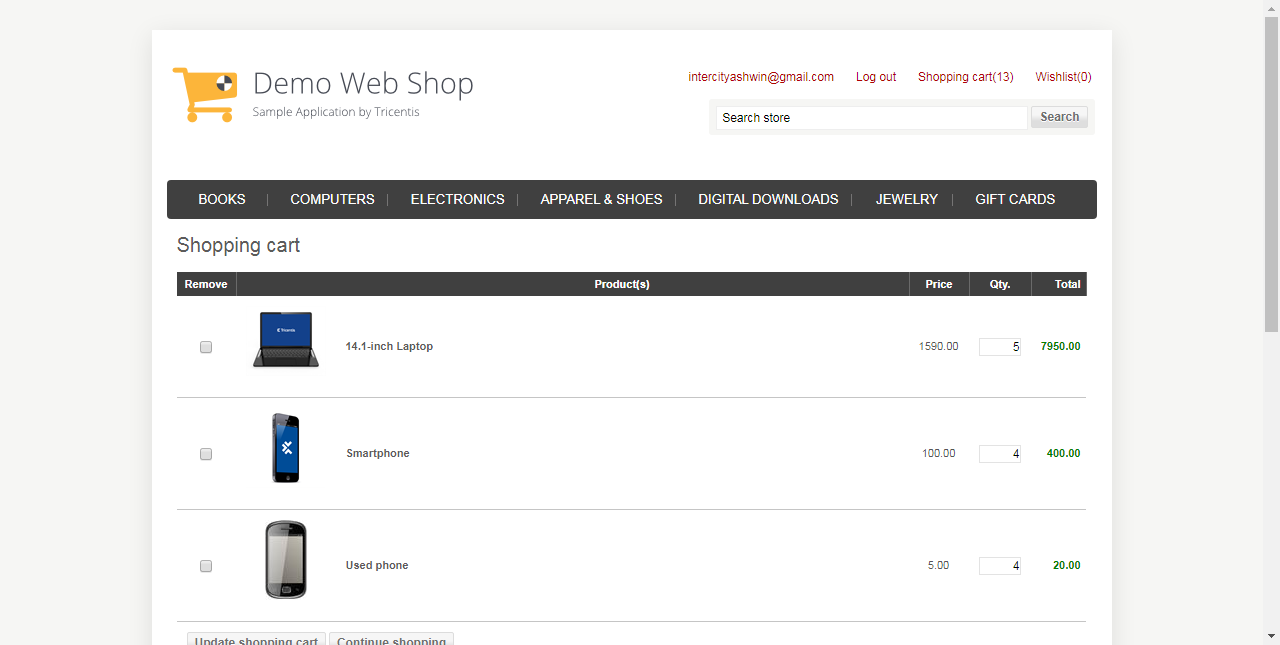 Demo Web Shop
Sample Application by Tricentis
intercityashwin@gmail.com Log out Shopping cart(13) Wishlist(0)
Search store Search
BOOKS COMPUTERS ELECTRONICS APPAREL & SHOES DIGITAL DOWNLOADS JEWELRY GIFT CARDS
Shopping cart
Remove Product(s) Price Qty. Total
Tricentis
14.1-inch Laptop 1590.00 5 7950.00
Smartphone 100.00 4 400.00
Used phone 5.00 4 20.00
Update shopping cart Continue shopping